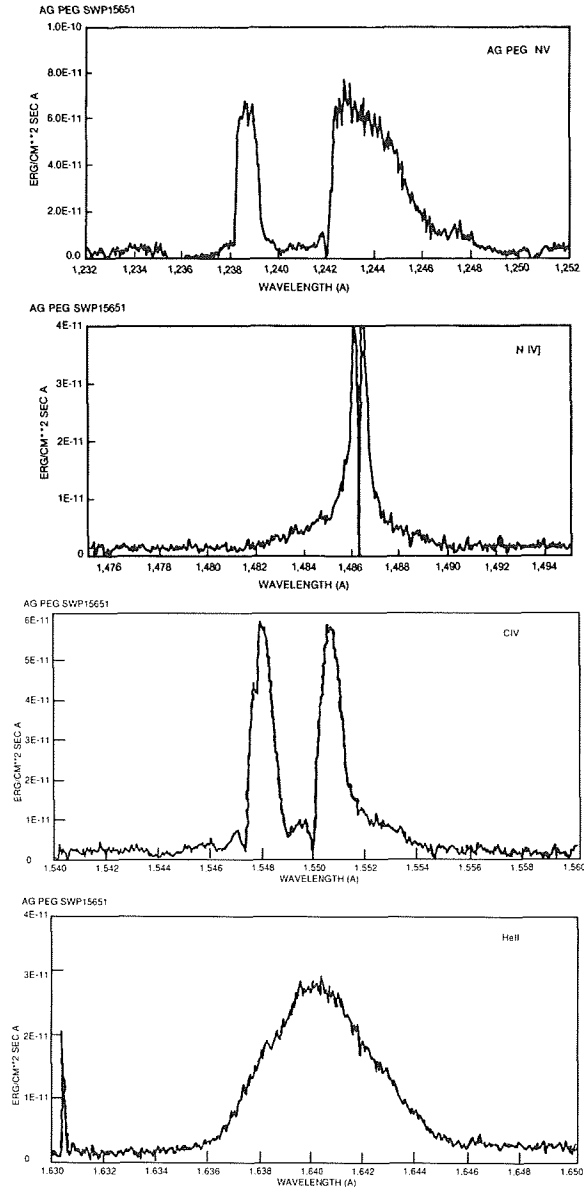 AG PEG SWP15651
AG PEG NV
1.0E-10
8.0E-11
6.0E-11
4.0E-11
2.0E-11
0.0
ERG/CM**2 SEC A
1,232 1,234 1,236 1,238 1,240 1,242 1,244 1,246 1,248 1,250 1,252
WAVELENGTH (A)
AG PEG SWP15651
N IV]
4E-11
3E-11
2E-11
1E-11
0
ERG/CM**2 SEC A
1,476 1,478 1,480 1,482 1,484 1,486 1,488 1,490 1,492 1,494
WAVELENGTH (A)
AG PEG SWP15651
CIV
6E-11
5E-11
4E-11
3E-11
2E-11
1E-11
0
ERG/CM**2 SEC A
1.540 1.542 1.544 1.546 1.548 1.550 1.552 1.554 1.556 1.558 1.560
WAVELENGTH (A)
AG PEG SWP15651
HeII
4E-11
3E-11
2E-11
1E-11
0
ERG/CM**2 SEC A
1.630 1.632 1.634 1.636 1.638 1.640 1.642 1.644 1.646 1.648 1.650
WAVELENGTH (A)